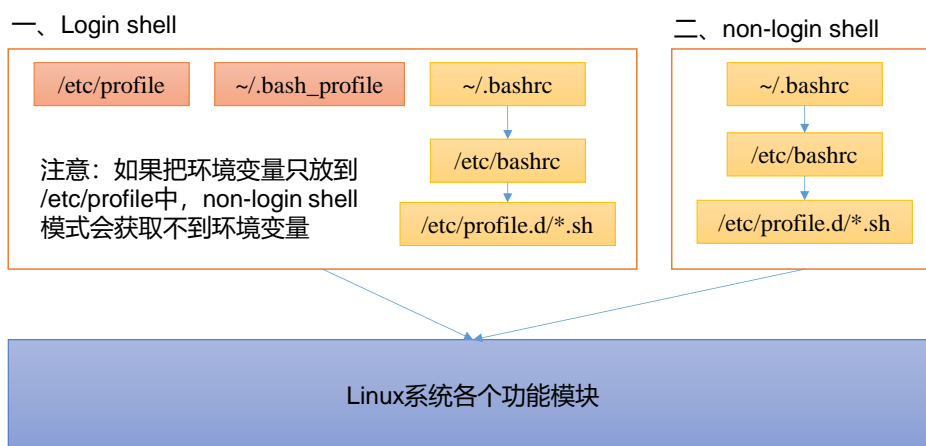 一、Login shell
二、non-login shell
/etc/profile
~/.bash_profile
~/.bashrc
~/.bashrc
/etc/bashrc
/etc/bashrc
注意：如果把环境变量只放到
/etc/profile中，non-login shell
模式会获取不到环境变量
/etc/profile.d/*.sh
/etc/profile.d/*.sh
Linux系统各个功能模块